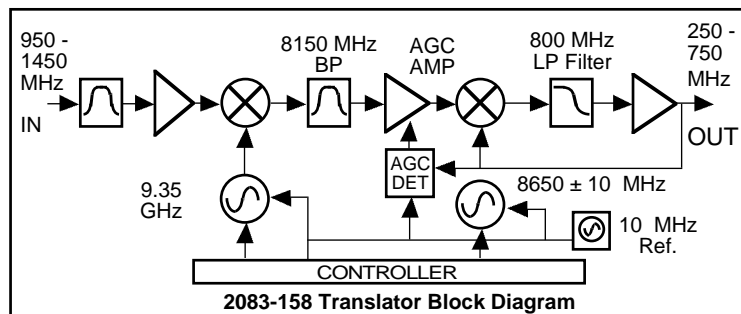 950 -
1450
MHz
IN
8150 MHz
BP
AGC
AMP
800 MHz
LP Filter
250 -
750
MHz
OUT
9.35
GHz
AGC
DET
8650 ± 10 MHz
10 MHz
Ref.
CONTROLLER
2083-158 Translator Block Diagram